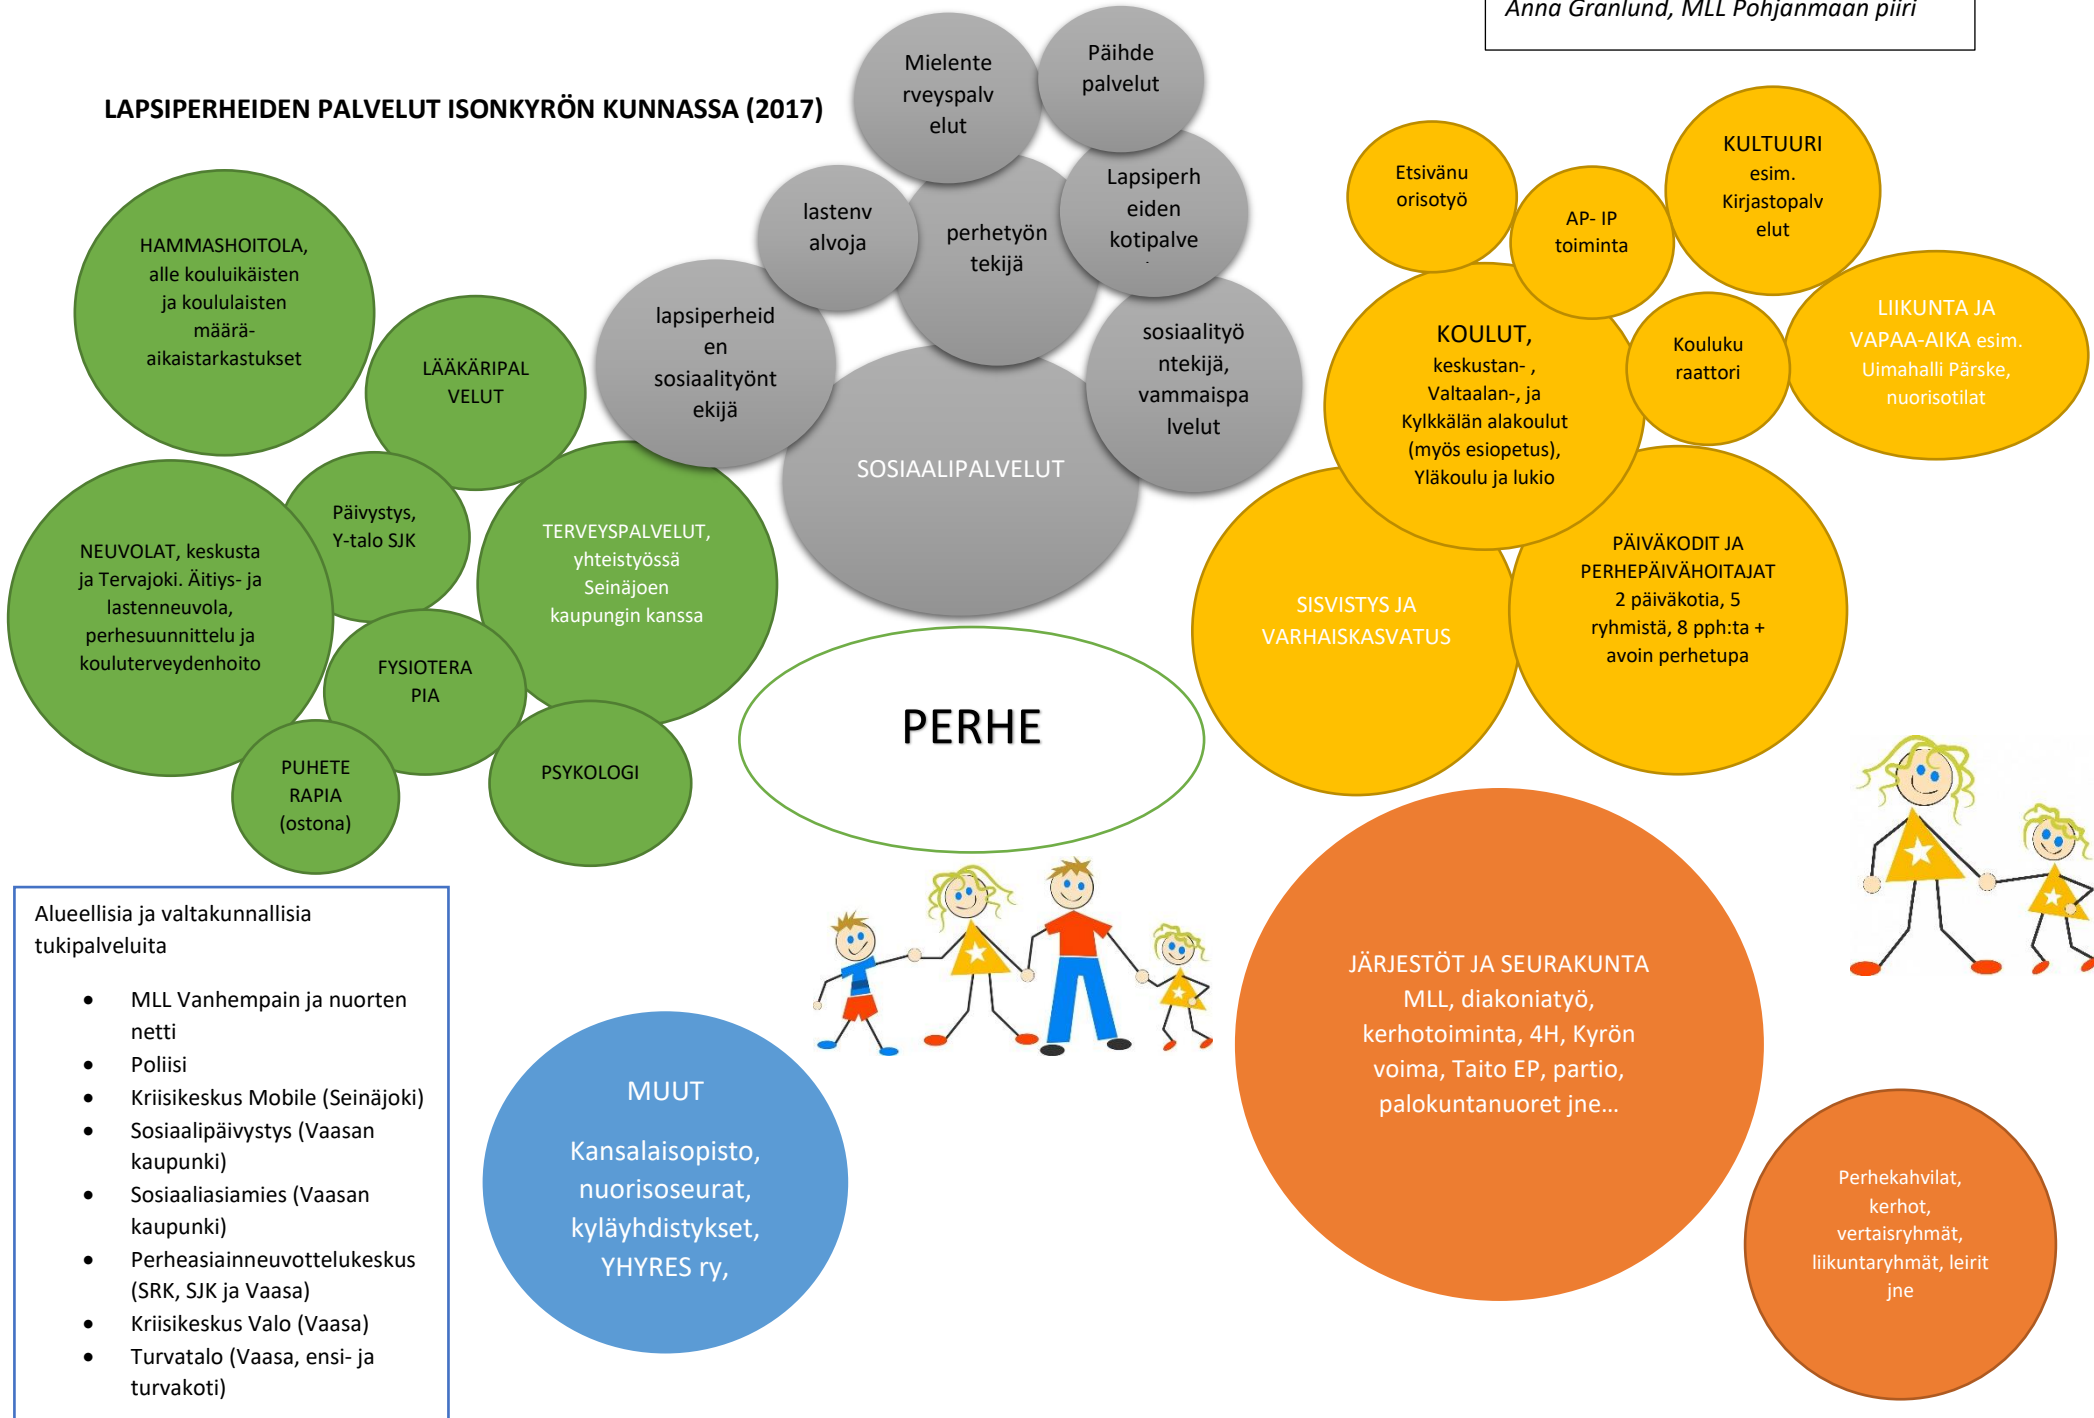 Anna Granlund, MLL Pohjanmaan piiri
LAPSIPERHEIDEN PALVELUT ISONKYRÖN KUNNASSA (2017)
Mielente
rveyspalv
elut
Päihde
palvelut
lastenv
alvoja
perhetyön
tekijä
Lapsiperh
eiden
kotipalve
lapsiperheid
en
sosiaalityönt
ekijä
sosiaalityö
ntekijä,
vammaispa
lvelut
SOSIAALIPALVELUT
HAMMASHOITOLA,
alle kouluikäisten
ja koululaisten
määrä-
aikaistarkastukset
LÄÄKÄRIPAL
VELUT
Päivystys,
Y-talo SJK
NEUVOLAT, keskusta
ja Tervajoki. Äitiys- ja
lastenneuvola,
perhesuunnittelu ja
kouluterveydenhoito
TERVEYSPALVELUT,
yhteistyössä
Seinäjoen
kaupungin kanssa
FYSIOTERA
PIA
PUHETE
RAPIA
(ostona)
PSYKOLOGI
PERHE
Etsivänu
orisotyö
AP- IP
toiminta
KULTUURI
esim.
Kirjastopalv
elut
LIIKUNTA JA
VAPAA-AIKA esim.
Uimahalli Pärske,
nuorisotilat
KOULUT,
keskustan- ,
Valtaalan-, ja
Kylkkälän alakoulut
(myös esiopetus),
Yläkoulu ja lukio
Kouluku
raattori
SISVISTYS JA
VARHAISKASVATUS
PÄIVÄKODIT JA
PERHEPÄIVÄHOITAJAT
2 päiväkotia, 5
ryhmistä, 8 pph:ta +
avoin perhetupa
Alueellisia ja valtakunnallisia
tukipalveluita
• MLL Vanhempain ja nuorten
netti
• Poliisi
• Kriisikeskus Mobile (Seinäjoki)
• Sosiaalipäivystys (Vaasan
kaupunki)
• Sosiaaliasiamies (Vaasan
kaupunki)
• Perheasiainneuvottelukeskus
(SRK, SJK ja Vaasa)
• Kriisikeskus Valo (Vaasa)
• Turvatalo (Vaasa, ensi- ja
turvakoti)
MUUT
Kansalaisopisto,
nuorisoseurat,
kyläyhdistykset,
YHYRES ry,
JÄRJESTÖT JA SEURAKUNTA
MLL, diakoniatyö,
kerhotoiminta, 4H, Kyrön
voima, Taito EP, partio,
palokuntanuoret jne…
Perhekahvilat,
kerhot,
vertaisryhmät,
liikuntaryhmät, leirit
jne